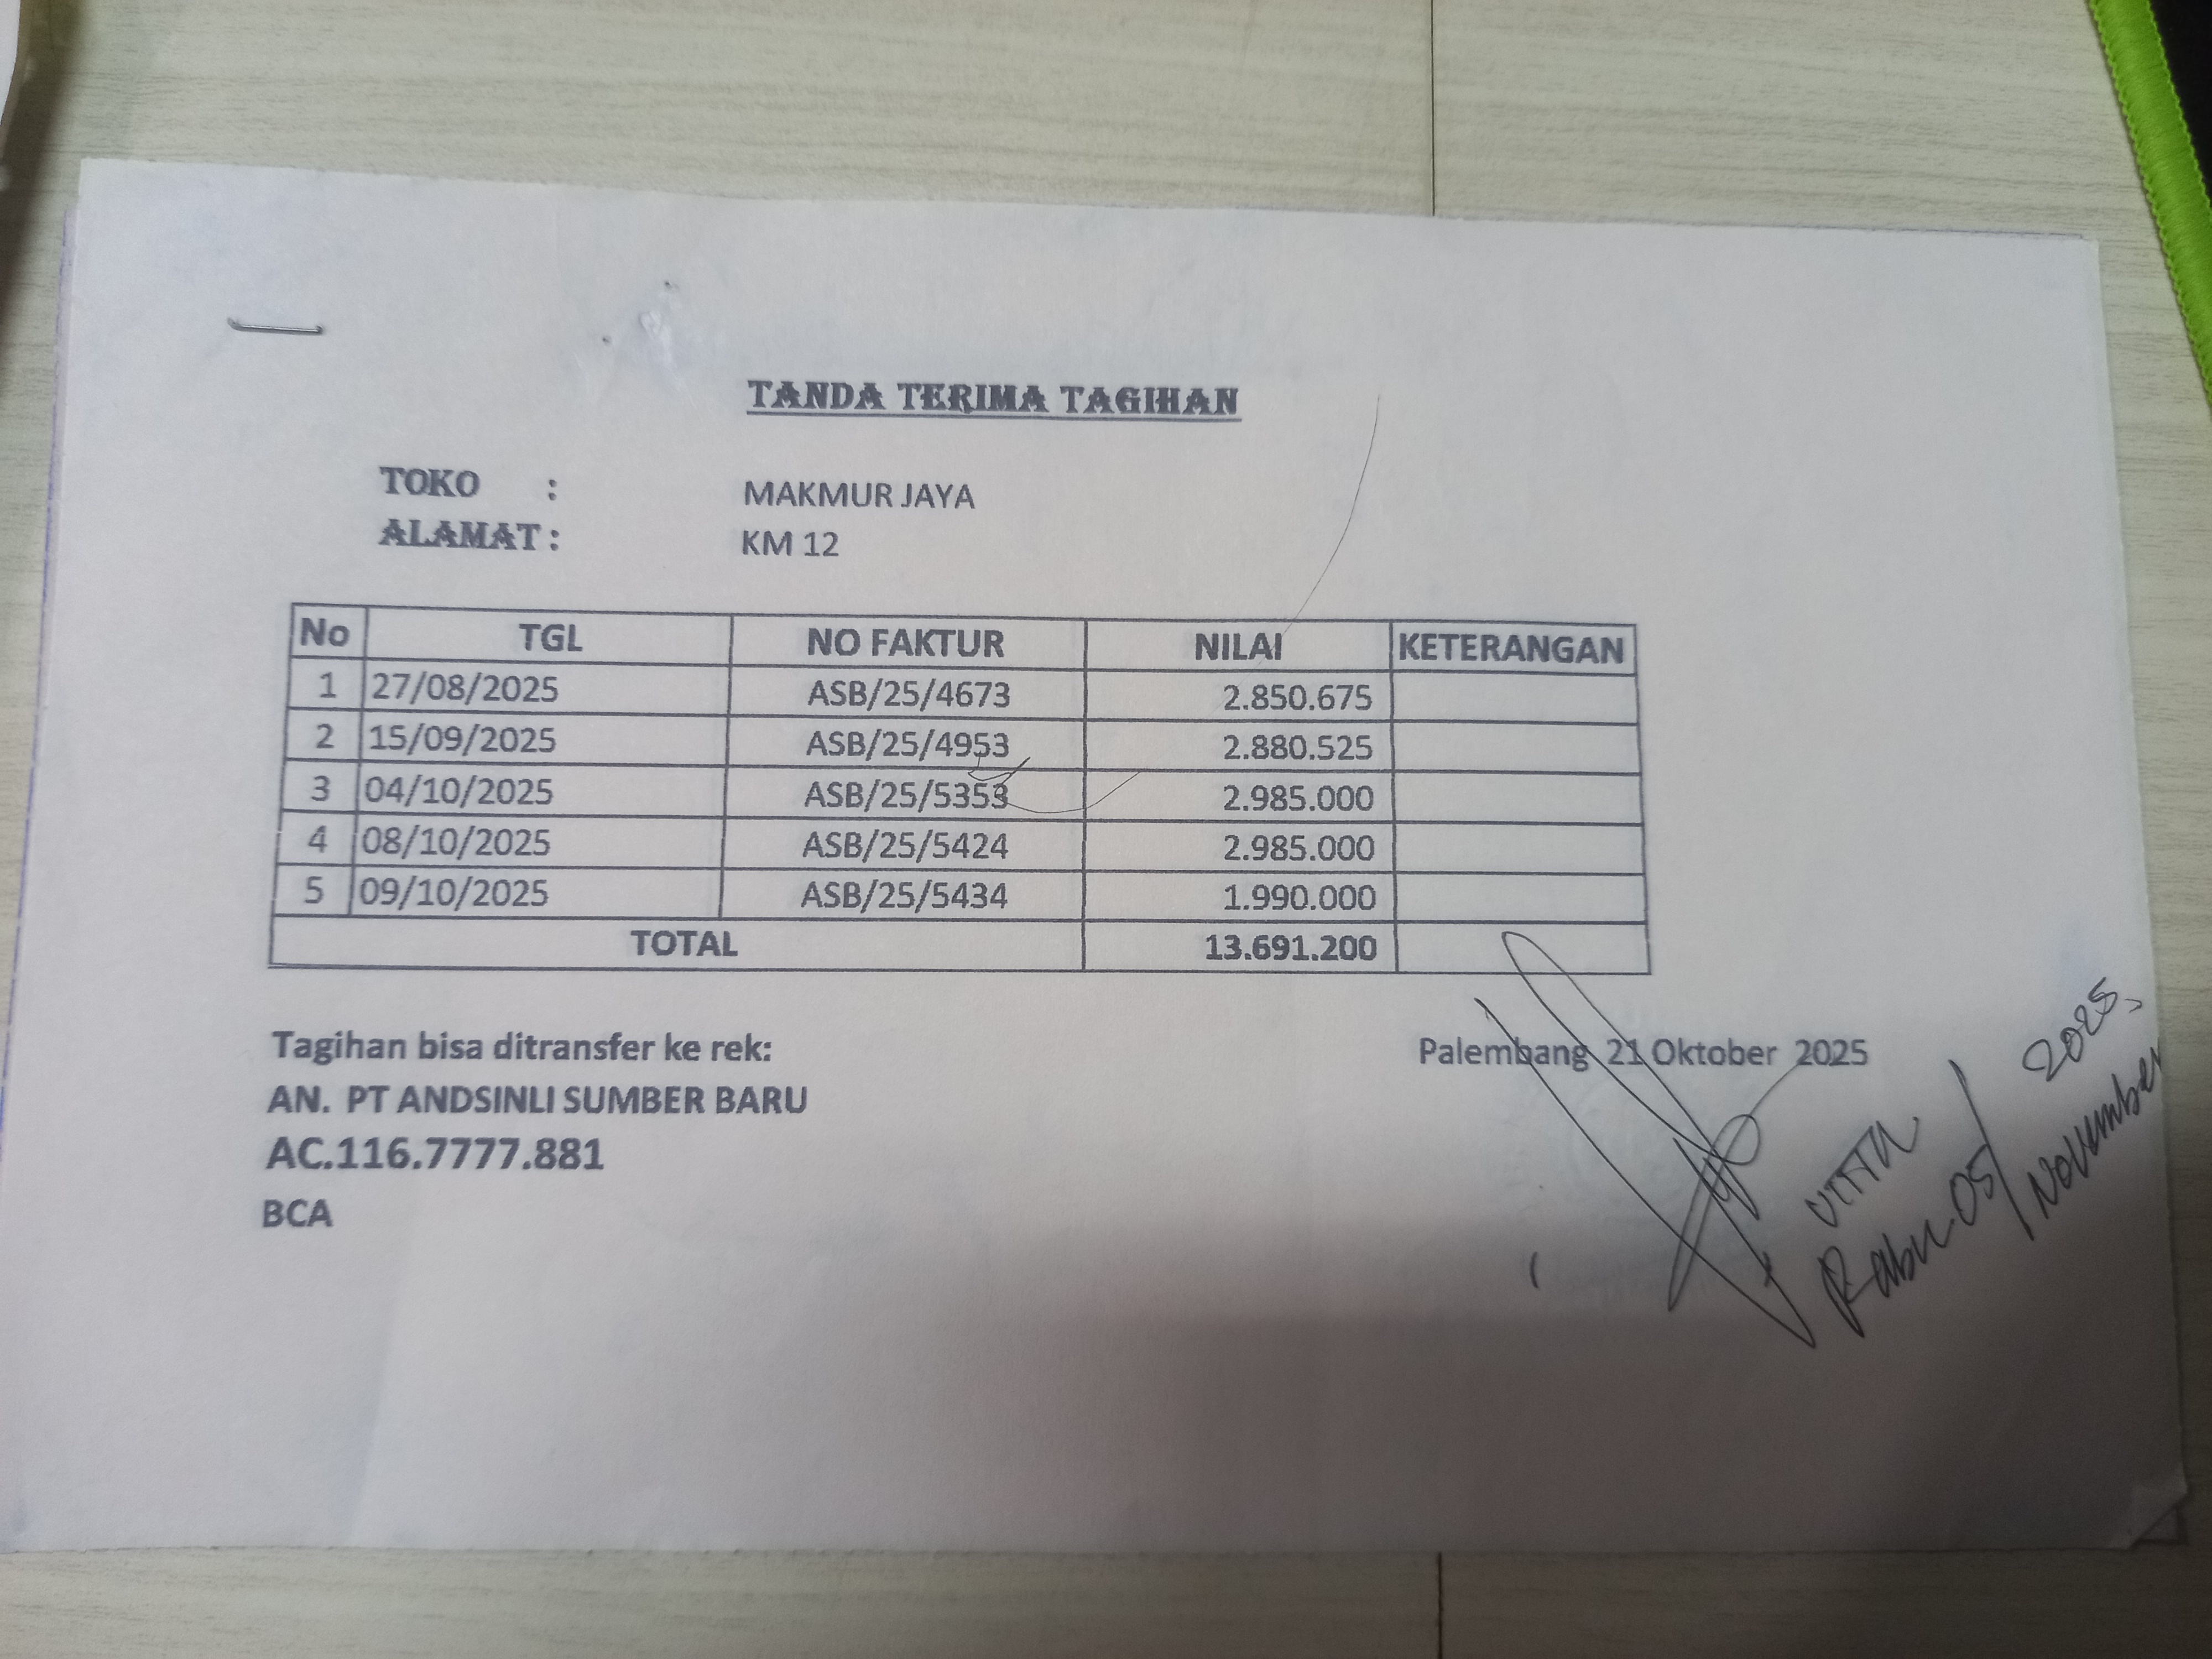 TANDA TERIMA TAGIHAN
TOKO : MAKMUR JAYA
ALAMAT : KM 12
No TGL NO FAKTUR NILAI KETERANGAN
1 27/08/2025 ASB/25/4673 2.850.675
2 15/09/2025 ASB/25/4953 2.880.525
3 04/10/2025 ASB/25/5353 2.985.000
4 08/10/2025 ASB/25/5424 2.985.000
5 09/10/2025 ASB/25/5434 1.990.000
TOTAL 13.691.200
Tagihan bisa ditransfer ke rek:
AN. PT ANDSINLI SUMBER BARU
AC.116.7777.881
BCA
Palembang 21 Oktober 2025
Rabu 05/November
2025